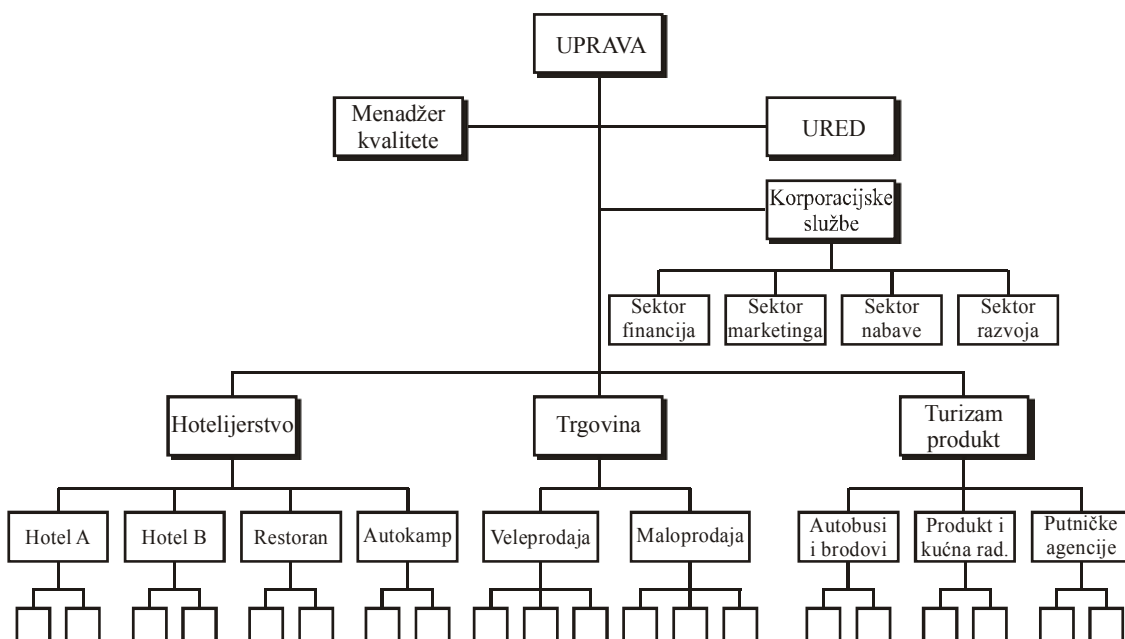 UPRAVA
Menadžer
kvalitete
URED
Korporacijske
službe
Sektor
financija
Sektor
marketinga
Sektor
nabave
Sektor
razvoja
Hotelijerstvo
Trgovina
Turizam
produkt
Hotel A
Hotel B
Restoran
Autokamp
Veleprodaja
Maloprodaja
Autobusi
i brodovi
Produkt i
kućna rad.
Putničke
agencije